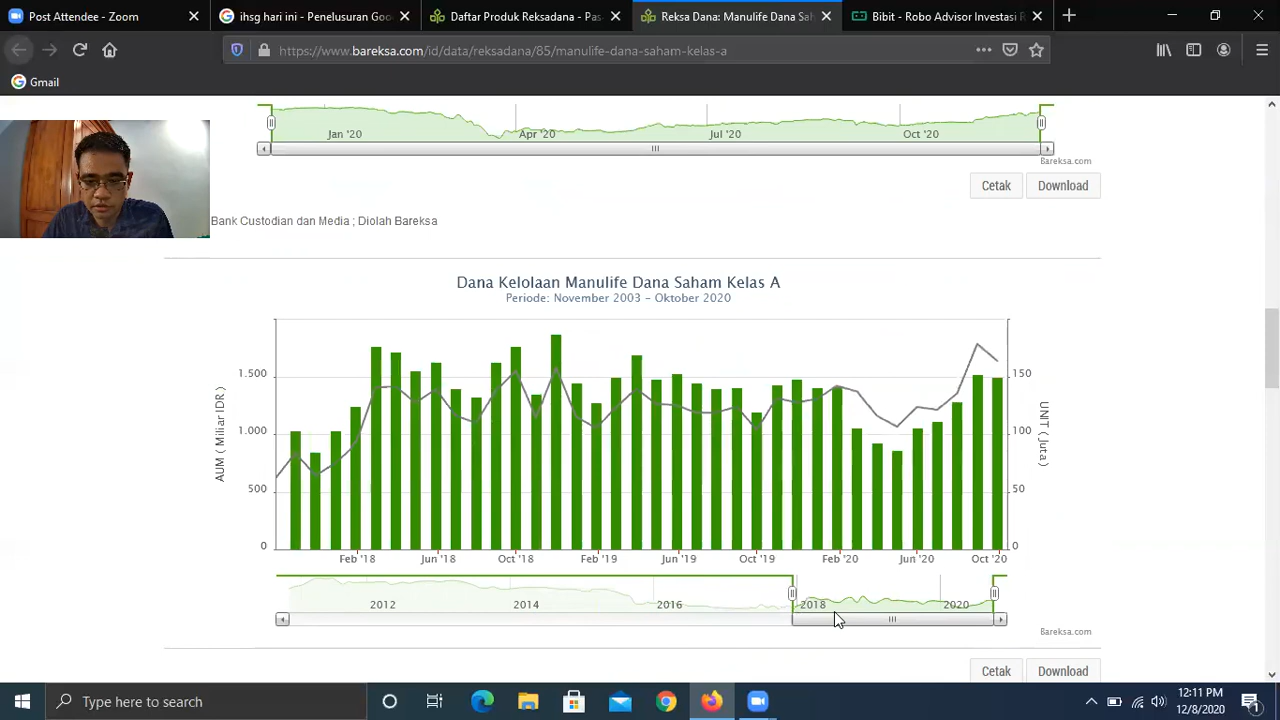 Post Attendee - Zoom
ihsg hari ini - Penelusuran Goo
Daftar Produk Reksadana - Pas
Reksa Dana: Manulife Dana Sah
Bibit - Robo Advisor Investasi R
https://www.bareksa.com/id/data/reksadana/85/manulife-dana-saham-kelas-a
Gmail
Jan '20 Apr '20 Jul '20 Oct '20
Bareksa.com
Cetak Download
Bank Custodian dan Media ; Diolah Bareksa
Dana Kelolaan Manulife Dana Saham Kelas A
Periode: November 2003 - Oktober 2020
AUM ( Miliar IDR )
1.500
1.000
500
0
150
100
50
0
UNIT ( Juta )
Feb '18 Jun '18 Oct '18 Feb '19 Jun '19 Oct '19 Feb '20 Jun '20 Oct '20
2012 2014 2016 2018 2020
Bareksa.com
Cetak Download
Type here to search
12:11 PM
12/8/2020
1